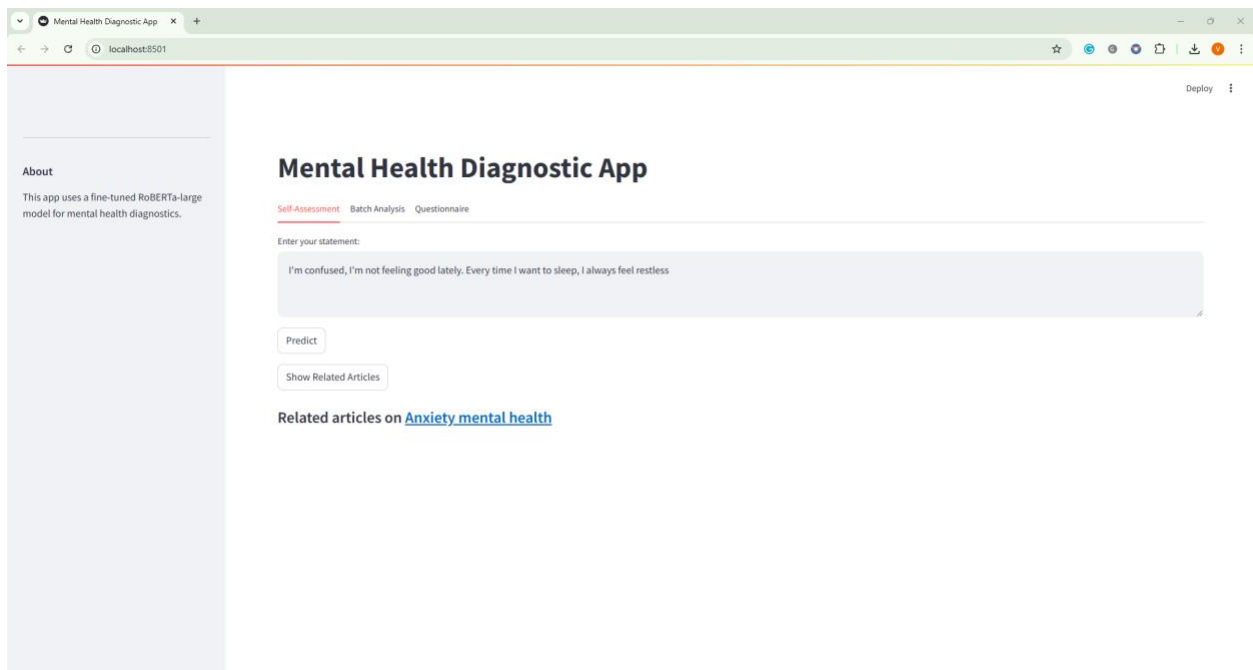 Mental Health Diagnostic App
localhost:8501
V
Deploy
About
This app uses a fine-tuned RoBERTa-large
model for mental health diagnostics.
Mental Health Diagnostic App
Self-Assessment Batch Analysis Questionnaire
Enter your statement:
I'm confused, I'm not feeling good lately. Every time I want to sleep, I always feel restless
Predict
Show Related Articles
Related articles on Anxiety mental health